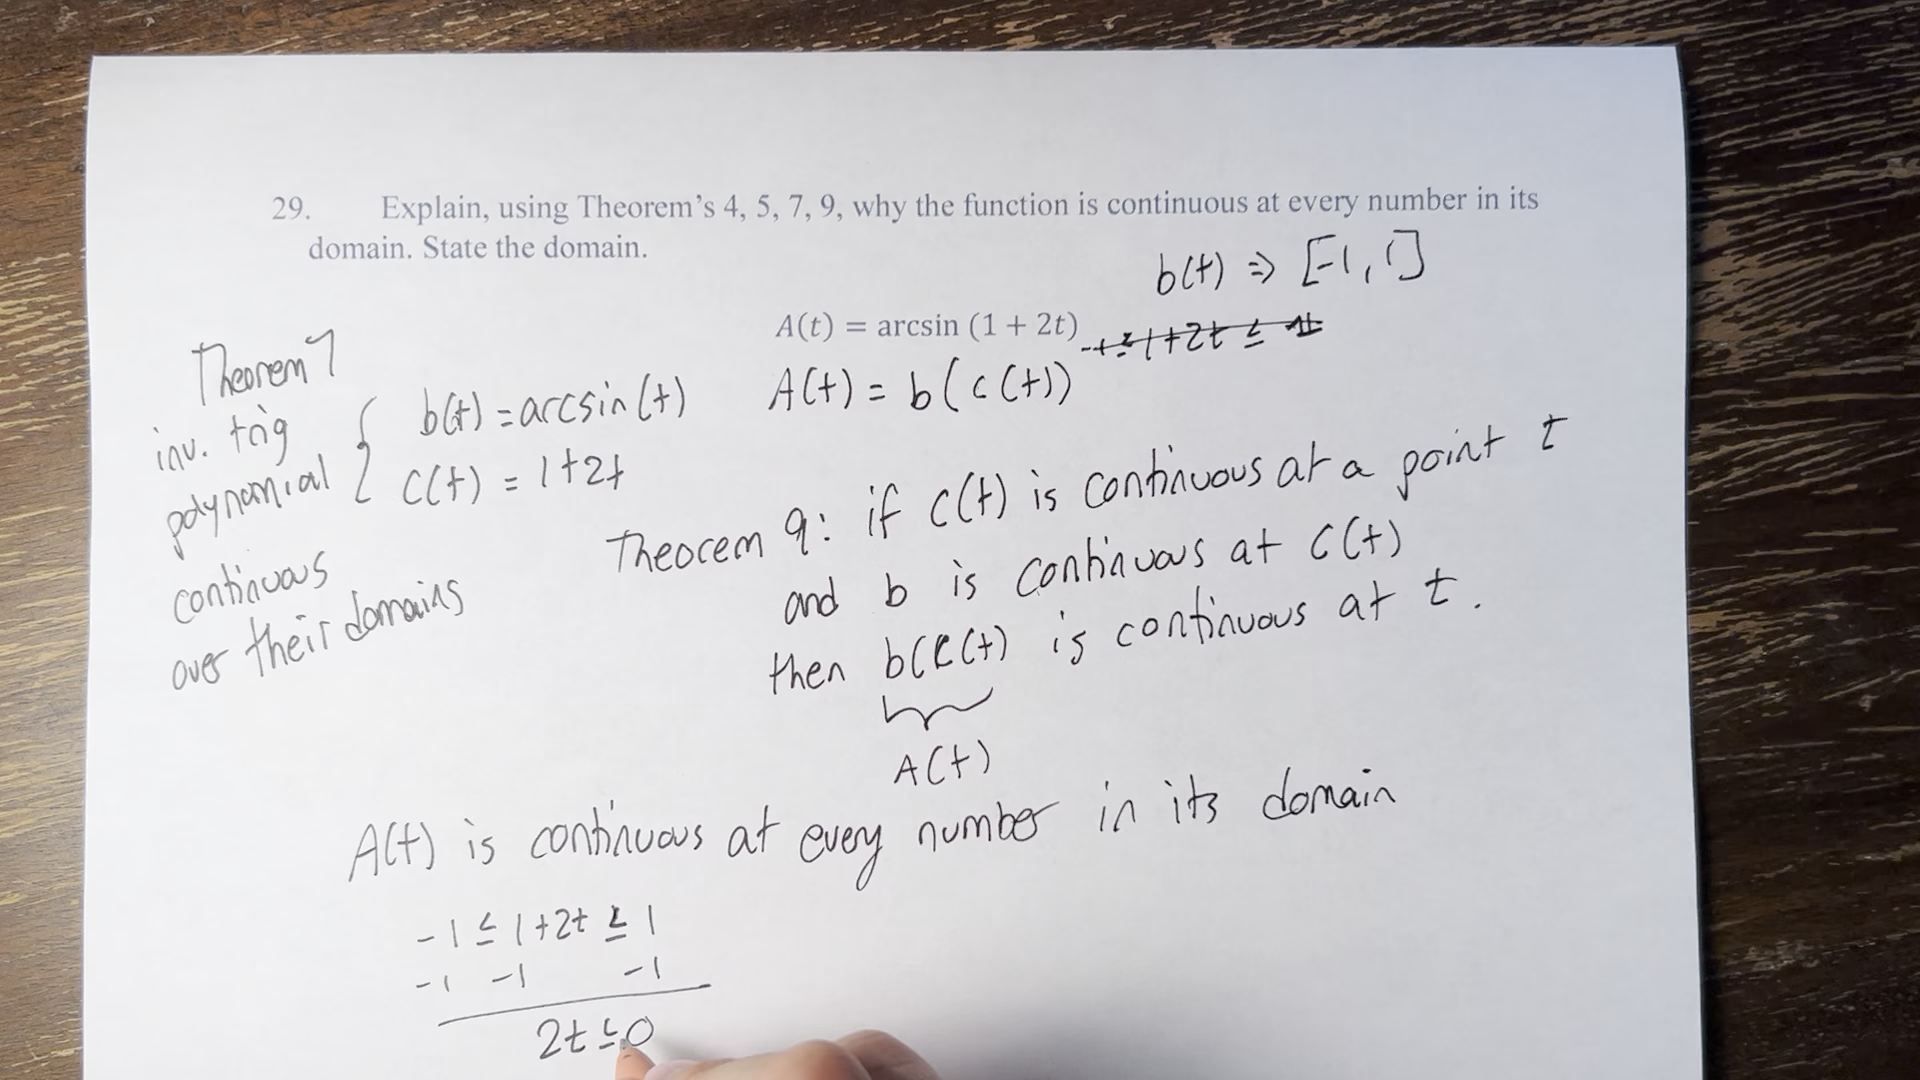 29. Explain, using Theorem's 4, 5, 7, 9, why the function is continuous at every number in its
domain. State the domain.
b(t) ⇒ [-1, 1]
A(t) = arcsin (1 + 2t)
Theorem 7
inv. trig
polynomial
continuous
over their domains
b(t) = arcsin(t)
C(t) = 1+2t
A(t) = b(c(t))
Theorem 9: if c(t) is continuous at a point t
and b is continuous at c(t)
then b(c(t) is continuous at t.
A(t)
A(t) is continuous at every number in its domain
-1 ≤ 1+2t ≤ 1
-1 -1 -1
2t ≤ 0